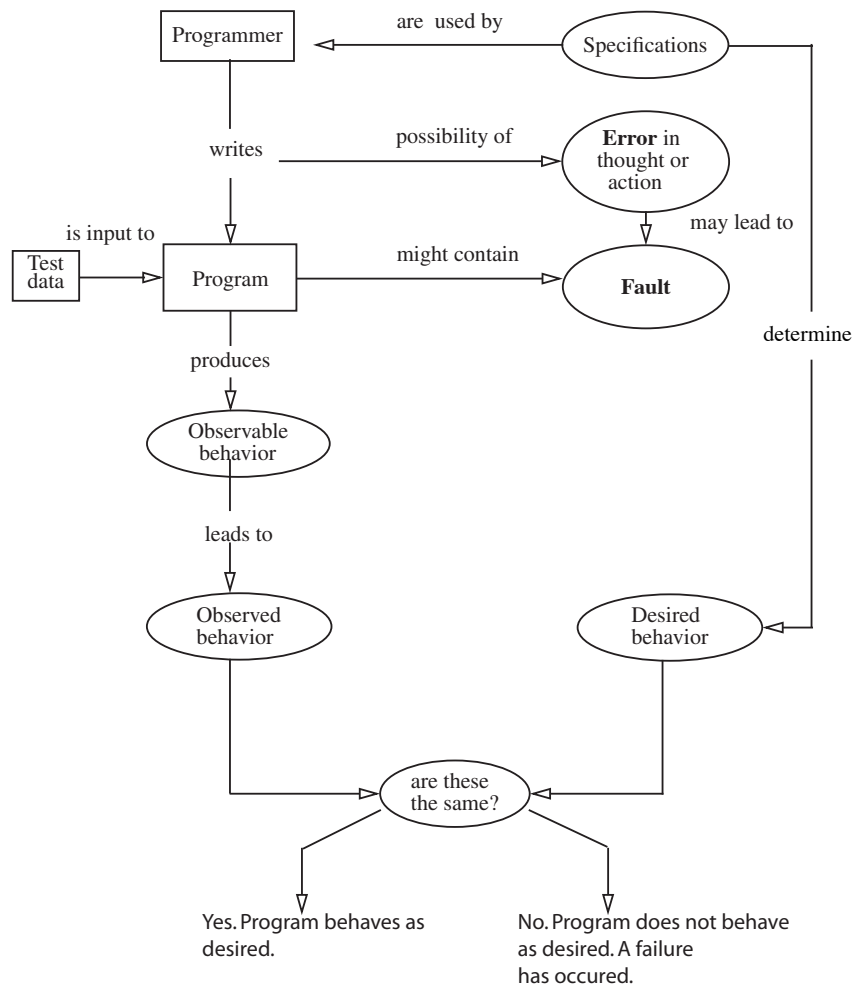 Programmer
are used by
Specifications
writes
possibility of
Error in
thought or
action
may lead to
is input to
Test
data
Program
might contain
Fault
determine
produces
Observable
behavior
leads to
Observed
behavior
Desired
behavior
are these
the same?
Yes. Program behaves as
desired.
No. Program does not behave
as desired. A failure
has occured.